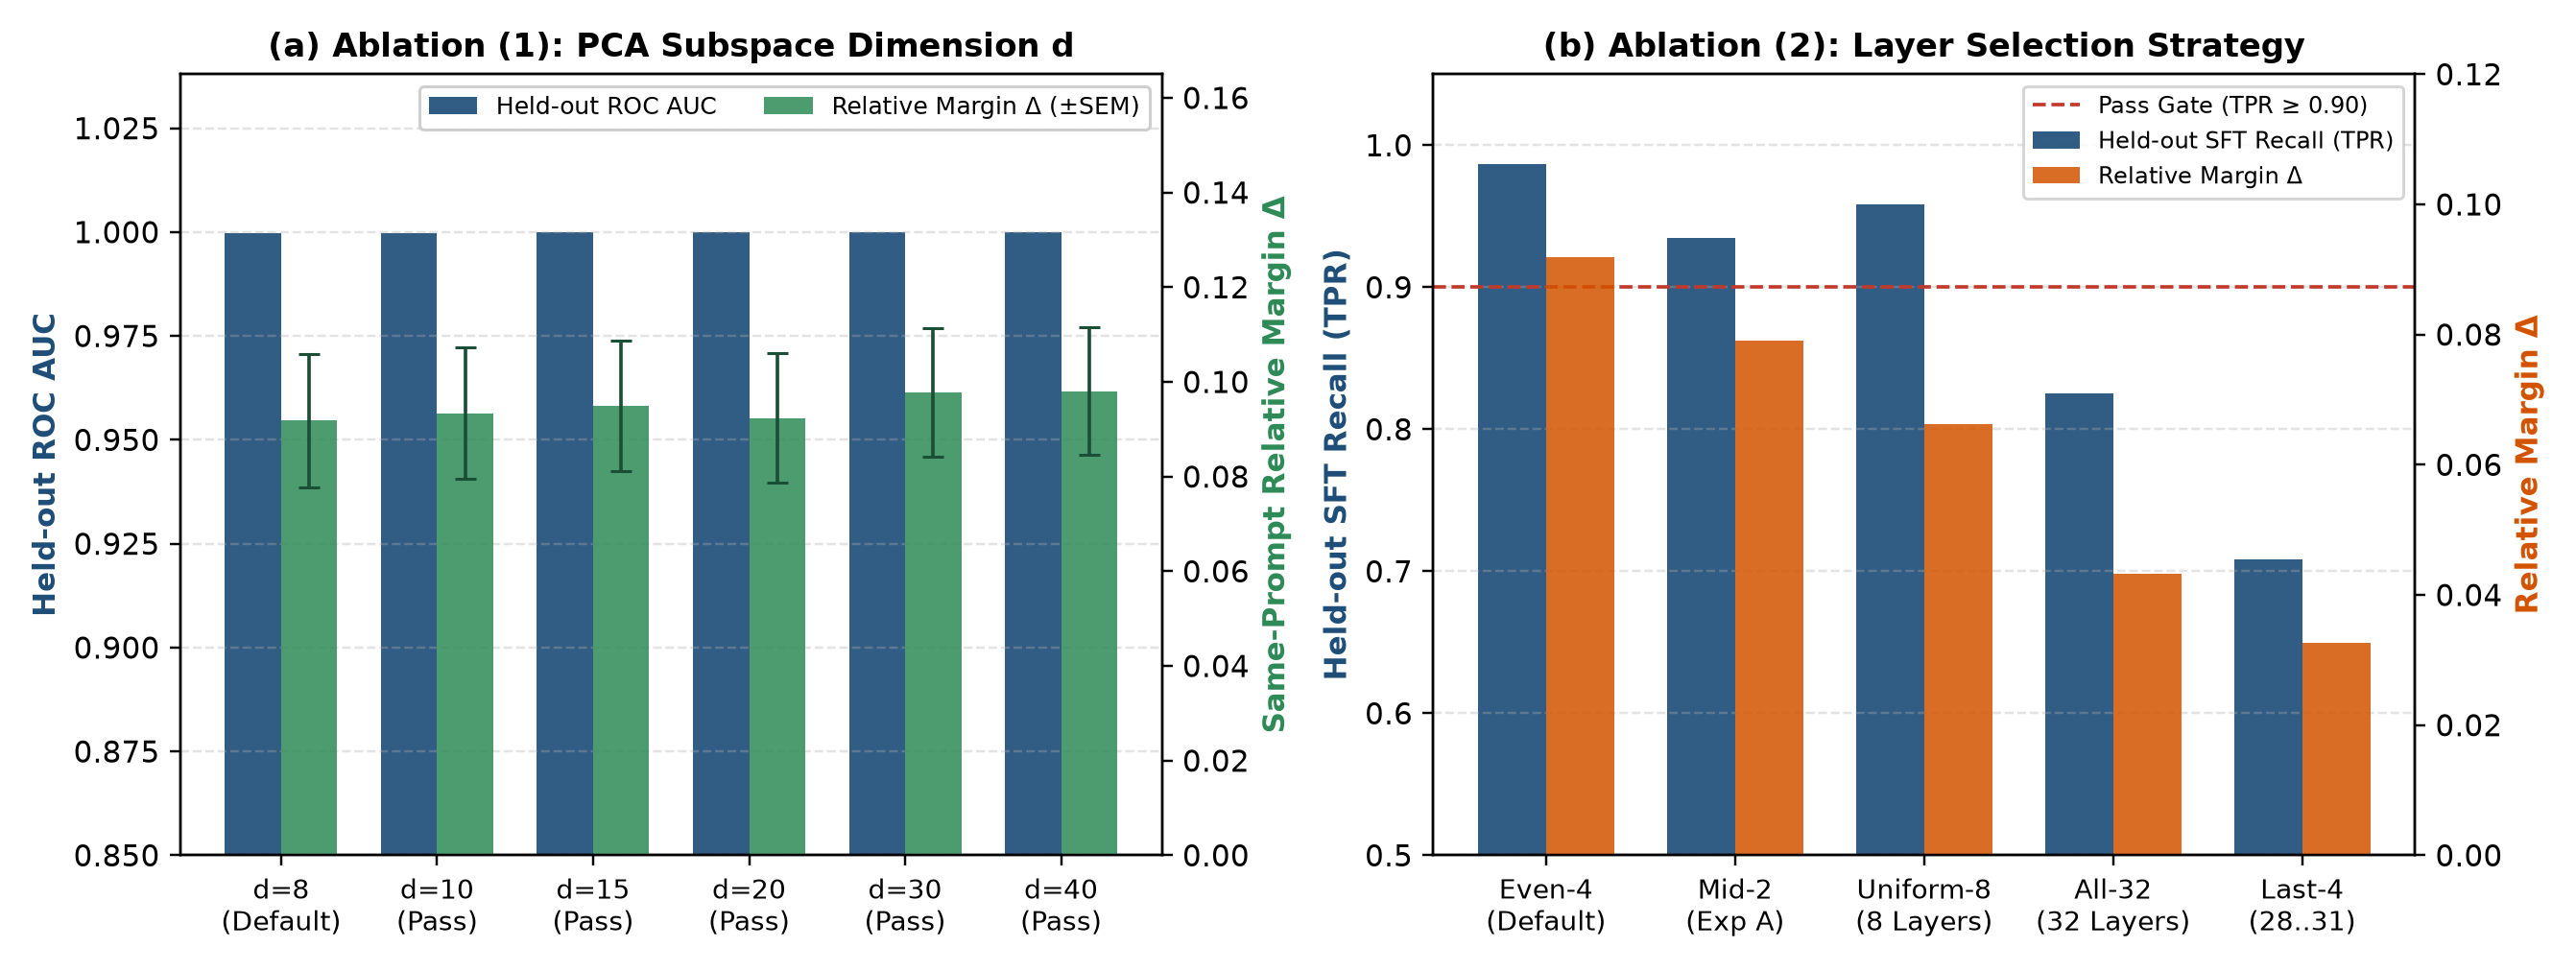 (a) Ablation (1): PCA Subspace Dimension d
Held-out ROC AUC
Relative Margin Δ (±SEM)
1.025
1.000
0.975
0.950
0.925
0.900
0.875
0.850
Held-out ROC AUC
0.16
0.14
0.12
0.10
0.08
0.06
0.04
0.02
0.00
Same-Prompt Relative Margin Δ
d=8
(Default)
d=10
(Pass)
d=15
(Pass)
d=20
(Pass)
d=30
(Pass)
d=40
(Pass)
(b) Ablation (2): Layer Selection Strategy
Pass Gate (TPR ≥ 0.90)
Held-out SFT Recall (TPR)
Relative Margin Δ
1.0
0.9
0.8
0.7
0.6
0.5
Held-out SFT Recall (TPR)
0.12
0.10
0.08
0.06
0.04
0.02
0.00
Relative Margin Δ
Even-4
(Default)
Mid-2
(Exp A)
Uniform-8
(8 Layers)
All-32
(32 Layers)
Last-4
(28..31)